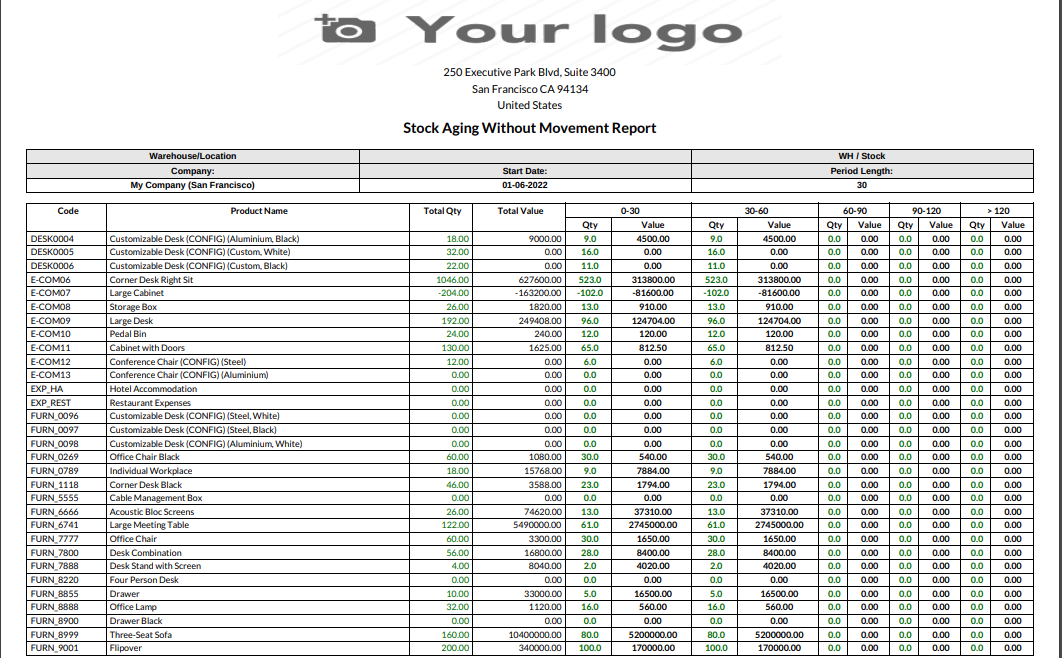 Your logo
250 Executive Park Blvd, Suite 3400
San Francisco CA 94134
United States
Stock Aging Without Movement Report
Warehouse/Location WH / Stock
Company: Start Date: Period Length:
My Company (San Francisco) 01-06-2022 30
Code Product Name Total Qty Total Value 0-30 30-60 60-90 90-120 > 120
Qty Value Qty Value Qty Value Qty Value Qty Value
DESK0004 Customizable Desk (CONFIG) (Aluminium, Black) 18.00 9000.00 9.0 4500.00 9.0 4500.00 0.0 0.00 0.0 0.00 0.0 0.00
DESK0005 Customizable Desk (CONFIG) (Custom, White) 32.00 0.00 16.0 0.00 16.0 0.00 0.0 0.00 0.0 0.00 0.0 0.00
DESK0006 Customizable Desk (CONFIG) (Custom, Black) 22.00 0.00 11.0 0.00 11.0 0.00 0.0 0.00 0.0 0.00 0.0 0.00
E-COM06 Corner Desk Right Sit 1046.00 627600.00 523.0 313800.00 523.0 313800.00 0.0 0.00 0.0 0.00 0.0 0.00
E-COM07 Large Cabinet -204.00 -163200.00 -102.0 -81600.00 -102.0 -81600.00 0.0 0.00 0.0 0.00 0.0 0.00
E-COM08 Storage Box 26.00 1820.00 13.0 910.00 13.0 910.00 0.0 0.00 0.0 0.00 0.0 0.00
E-COM09 Large Desk 192.00 249408.00 96.0 124704.00 96.0 124704.00 0.0 0.00 0.0 0.00 0.0 0.00
E-COM10 Pedal Bin 24.00 240.00 12.0 120.00 12.0 120.00 0.0 0.00 0.0 0.00 0.0 0.00
E-COM11 Cabinet with Doors 130.00 1625.00 65.0 812.50 65.0 812.50 0.0 0.00 0.0 0.00 0.0 0.00
E-COM12 Conference Chair (CONFIG) (Steel) 12.00 0.00 6.0 0.00 6.0 0.00 0.0 0.00 0.0 0.00 0.0 0.00
E-COM13 Conference Chair (CONFIG) (Aluminium) 0.00 0.00 0.0 0.00 0.0 0.00 0.0 0.00 0.0 0.00 0.0 0.00
EXP_HA Hotel Accommodation 0.00 0.00 0.0 0.00 0.0 0.00 0.0 0.00 0.0 0.00 0.0 0.00
EXP_REST Restaurant Expenses 0.00 0.00 0.0 0.00 0.0 0.00 0.0 0.00 0.0 0.00 0.0 0.00
FURN_0096 Customizable Desk (CONFIG) (Steel, White) 0.00 0.00 0.0 0.00 0.0 0.00 0.0 0.00 0.0 0.00 0.0 0.00
FURN_0097 Customizable Desk (CONFIG) (Steel, Black) 0.00 0.00 0.0 0.00 0.0 0.00 0.0 0.00 0.0 0.00 0.0 0.00
FURN_0098 Customizable Desk (CONFIG) (Aluminium, White) 0.00 0.00 0.0 0.00 0.0 0.00 0.0 0.00 0.0 0.00 0.0 0.00
FURN_0269 Office Chair Black 60.00 1080.00 30.0 540.00 30.0 540.00 0.0 0.00 0.0 0.00 0.0 0.00
FURN_0789 Individual Workplace 18.00 15768.00 9.0 7884.00 9.0 7884.00 0.0 0.00 0.0 0.00 0.0 0.00
FURN_1118 Corner Desk Black 46.00 3588.00 23.0 1794.00 23.0 1794.00 0.0 0.00 0.0 0.00 0.0 0.00
FURN_5555 Cable Management Box 0.00 0.00 0.0 0.00 0.0 0.00 0.0 0.00 0.0 0.00 0.0 0.00
FURN_6666 Acoustic Bloc Screens 26.00 74620.00 13.0 37310.00 13.0 37310.00 0.0 0.00 0.0 0.00 0.0 0.00
FURN_6741 Large Meeting Table 122.00 5490000.00 61.0 2745000.00 61.0 2745000.00 0.0 0.00 0.0 0.00 0.0 0.00
FURN_7777 Office Chair 60.00 3300.00 30.0 1650.00 30.0 1650.00 0.0 0.00 0.0 0.00 0.0 0.00
FURN_7800 Desk Combination 56.00 16800.00 28.0 8400.00 28.0 8400.00 0.0 0.00 0.0 0.00 0.0 0.00
FURN_7888 Desk Stand with Screen 4.00 8040.00 2.0 4020.00 2.0 4020.00 0.0 0.00 0.0 0.00 0.0 0.00
FURN_8220 Four Person Desk 0.00 0.00 0.0 0.00 0.0 0.00 0.0 0.00 0.0 0.00 0.0 0.00
FURN_8855 Drawer 10.00 33000.00 5.0 16500.00 5.0 16500.00 0.0 0.00 0.0 0.00 0.0 0.00
FURN_8888 Office Lamp 32.00 1120.00 16.0 560.00 16.0 560.00 0.0 0.00 0.0 0.00 0.0 0.00
FURN_8900 Drawer Black 0.00 0.00 0.0 0.00 0.0 0.00 0.0 0.00 0.0 0.00 0.0 0.00
FURN_8999 Three-Seat Sofa 160.00 10400000.00 80.0 5200000.00 80.0 5200000.00 0.0 0.00 0.0 0.00 0.0 0.00
FURN_9001 Flipover 200.00 340000.00 100.0 170000.00 100.0 170000.00 0.0 0.00 0.0 0.00 0.0 0.00